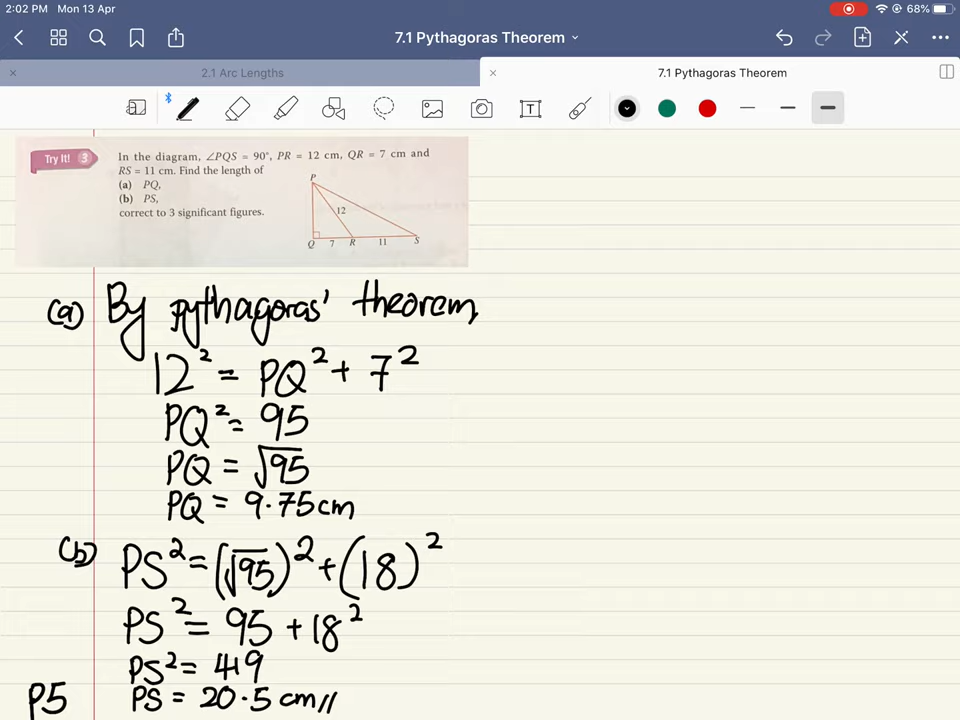 2:02 PM Mon 13 Apr
68%
7.1 Pythagoras Theorem
2.1 Arc Lengths
7.1 Pythagoras Theorem
Try It! 3
In the diagram, ∠PQS = 90°, PR = 12 cm, QR = 7 cm and
RS = 11 cm. Find the length of
(a) PQ,
(b) PS,
correct to 3 significant figures.
P
12
Q 7 R 11 S
(a) By pythagoras' theorem,
12² = PQ² + 7²
PQ² = 95
PQ = √95
PQ = 9.75cm
(b) PS² = (√95)² + (18)²
PS² = 95 + 18²
PS² = 419
P5 PS = 20.5 cm//